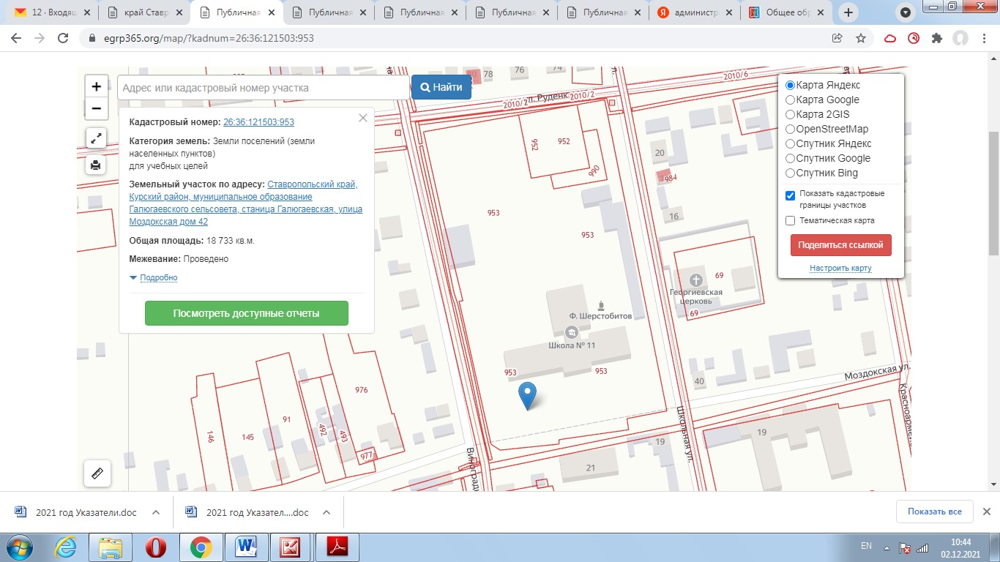 12 · Входящ
край Ставр
Публичная
Публичная
Публичная
Публичная
Публичная
администр
Общее обр
egrp365.org/map/?kadnum=26:36:121503:953
+
−
Адрес или кадастровый номер участка
Найти
Кадастровый номер: 26:36:121503:953
Категория земель: Земли поселений (земли
населенных пунктов)
для учебных целей
Земельный участок по адресу: Ставропольский край,
Курский район, муниципальное образование
Галюгаевского сельсовета, станица Галюгаевская, улица
Моздокская дом 42
Общая площадь: 18 733 кв.м.
Межевание: Проведено
Подробно
Посмотреть доступные отчеты
Карта Яндекс
Карта Google
Карта 2GIS
OpenStreetMap
Спутник Яндекс
Спутник Google
Спутник Bing
Показать кадастровые
границы участков
Тематическая карта
Поделиться ссылкой
Настроить карту
78
76
74
2010/6
2010/2
л. Руденк
2010/2
952
952
990
20
984
953
953
16
69
Георгиевская
церковь
69
Ф. Шерстобитов
Школа № 11
953
953
40
Моздокская ул.
Красноарме
Школьная ул.
Виногради
976
91
492
493
145
146
977
19
19
21
2021 год Указатели.doc
2021 год Указател....doc
Показать все
EN
10:44
02.12.2021